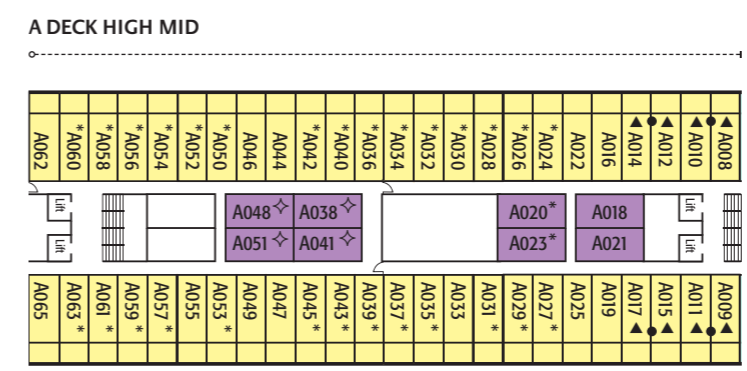 A DECK HIGH MID
A062 A060* A058* A056* A054* A052* A050* A046 A044 A042* A040* A036* A034* A032* A030* A028* A026* A024* A022 A016 A014▲ ● A012▲ A010▲ ● A008▲
Lift A048✧ A038✧ A020* A018 Lift
Lift A051✧ A041✧ A023* A021 Lift
A065 A063* A061* A059* A057* A055 A053* A049 A047 A045* A043* A039* A037* A035* A033 A031* A029* A027* A025 A019 A017▲ ● A015▲ A011▲ ● A009▲